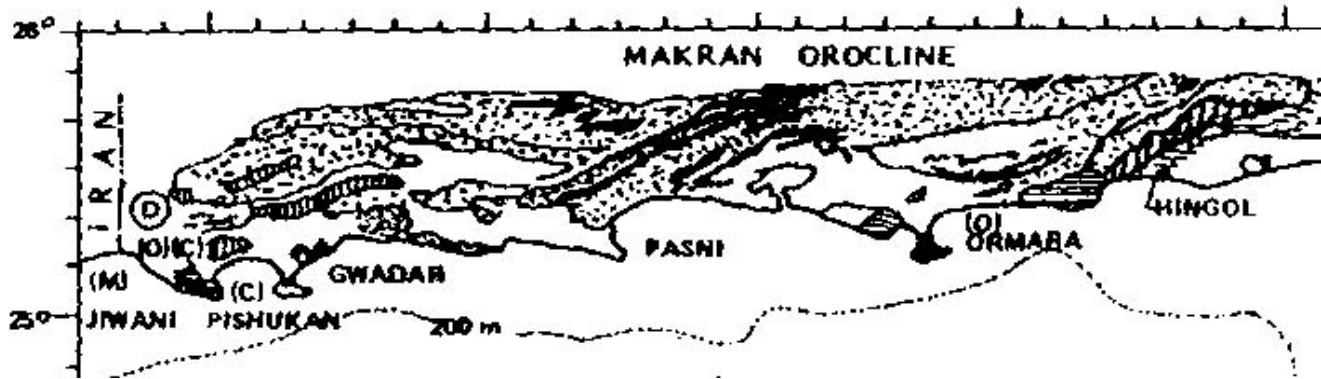 26°
MAKRAN OROCLINE
IRAN
D
(O)(C)
(M)
(C)
GWADAR
PASNI
(O)
ORMARA
HINGOL
25°
JIWANI PISHUKAN
200 m